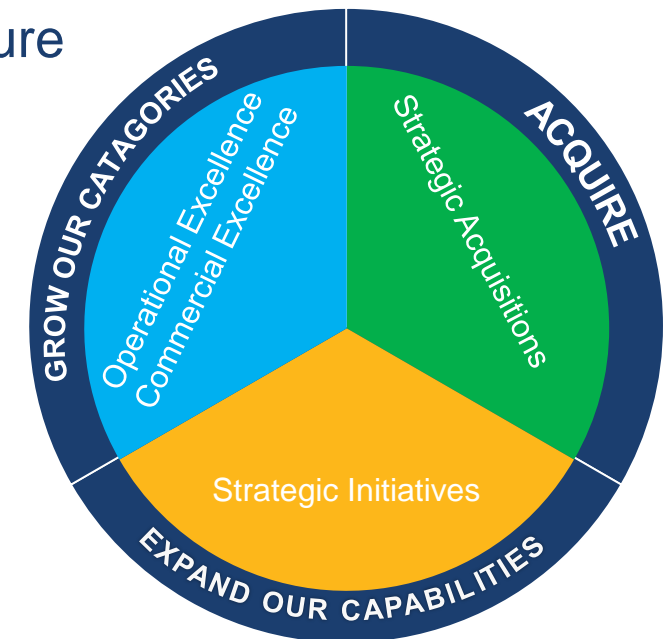 ure
GROW OUR CATAGORIES
Operational Excellence
Commercial Excellence
ACQUIRE
Strategic Acquisitions
Strategic Initiatives
EXPAND OUR CAPABILITIES